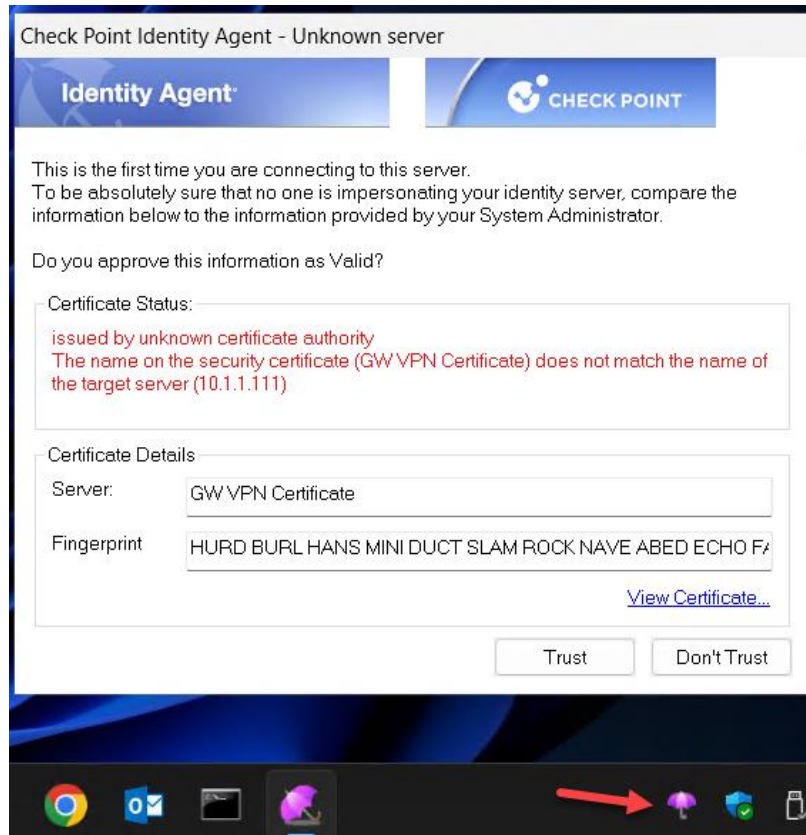 Check Point Identity Agent - Unknown server
Identity Agent
CHECK POINT
This is the first time you are connecting to this server.
To be absolutely sure that no one is impersonating your identity server, compare the
information below to the information provided by your System Administrator.
Do you approve this information as Valid?
Certificate Status:
issued by unknown certificate authority
The name on the security certificate (GW VPN Certificate) does not match the name of
the target server (10.1.1.111)
Certificate Details
Server:
GW VPN Certificate
Fingerprint
HURD BURL HANS MINI DUCT SLAM ROCK NAVE ABED ECHO
View Certificate...
Trust
Don't Trust